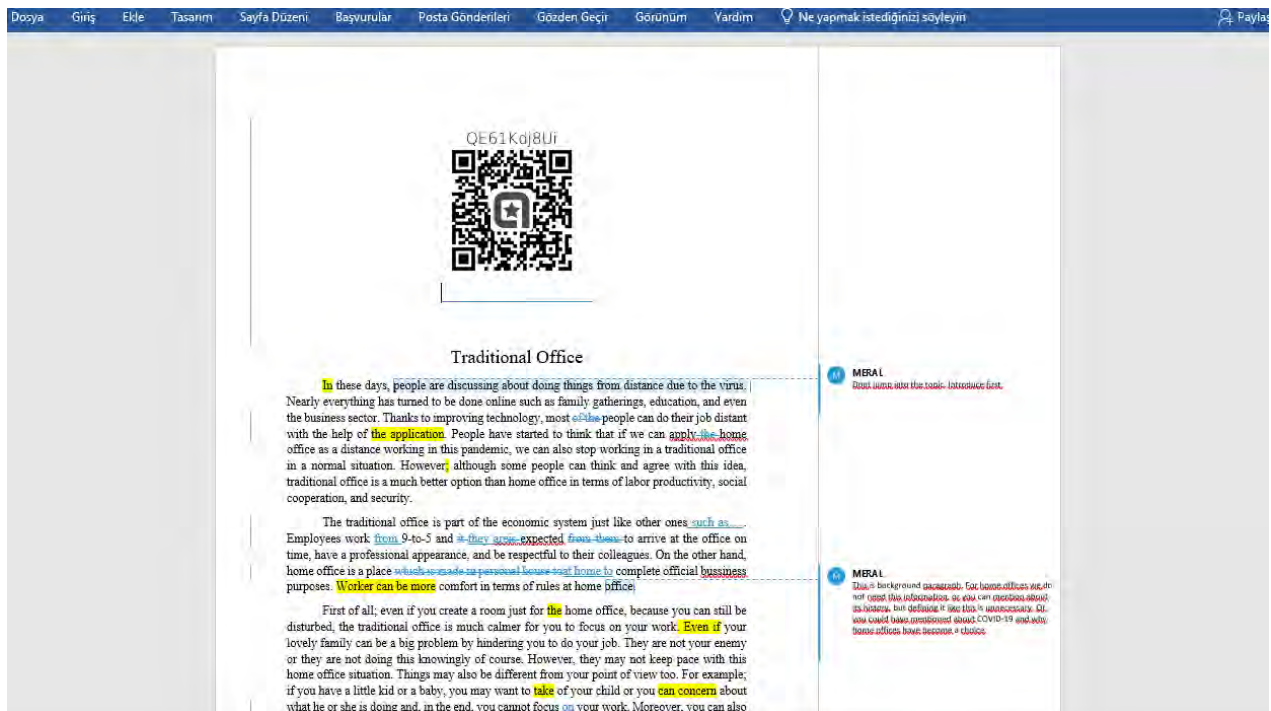 Dosya Giriş Ekle Tasarım Sayfa Düzeni Başvurular Posta Gönderileri Gözden Geçir Görünüm Yardım Ne yapmak istediğinizi söyleyin Paylaş
QE61Kdj8Ui
Traditional Office
In these days, people are discussing about doing things from distance due to the virus.
Nearly everything has turned to be done online such as family gatherings, education, and even
the business sector. Thanks to improving technology, most of the people can do their job distant
with the help of the application. People have started to think that if we can apply the home
office as a distance working in this pandemic, we can also stop working in a traditional office
in a normal situation. However; although some people can think and agree with this idea,
traditional office is a much better option than home office in terms of labor productivity, social
cooperation, and security.
The traditional office is part of the economic system just like other ones such as.....
Employees work from 9-to-5 and it they are is expected from them to arrive at the office on
time, have a professional appearance, and be respectful to their colleagues. On the other hand,
home office is a place which is made in personal house to at home to complete official bussiness
purposes. Worker can be more comfort in terms of rules at home office.
First of all; even if you create a room just for the home office, because you can still be
disturbed, the traditional office is much calmer for you to focus on your work. Even if your
lovely family can be a big problem by hindering you to do your job. They are not your enemy
or they are not doing this knowingly of course. However, they may not keep pace with this
home office situation. Things may also be different from your point of view too. For example;
if you have a little kid or a baby, you may want to take of your child or you can concern about
what he or she is doing and, in the end, you cannot focus on your work. Moreover, you can also
M MERAL
Dont jump into the topic. Introduce first.
M MERAL
This is background paragraph. For home offices we do
not need this information, or you can mention about
its history, but defining it like this is unnecessary. Or,
you could have mentioned about COVID-19 and why
home offices have become a choice.